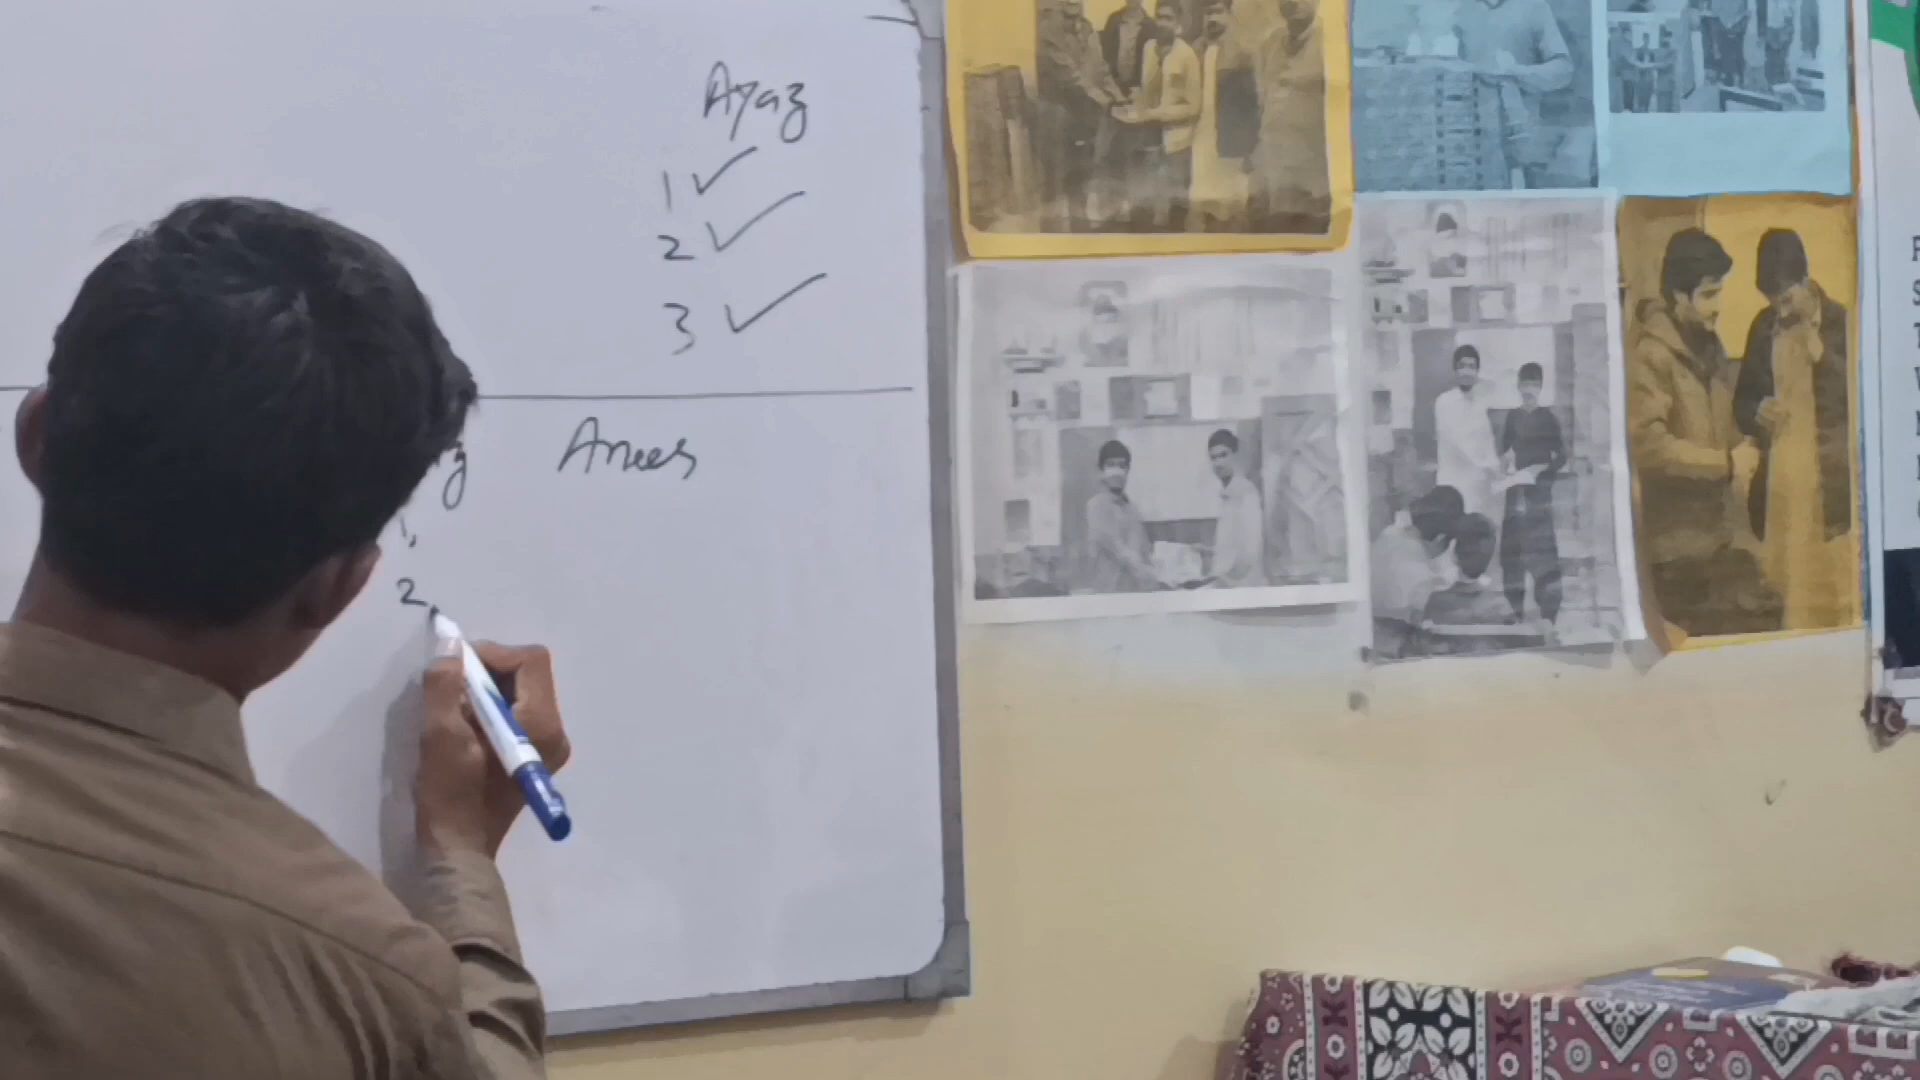 Ayaz
1 ✓
2 ✓
3 ✓
Anees
1.
2